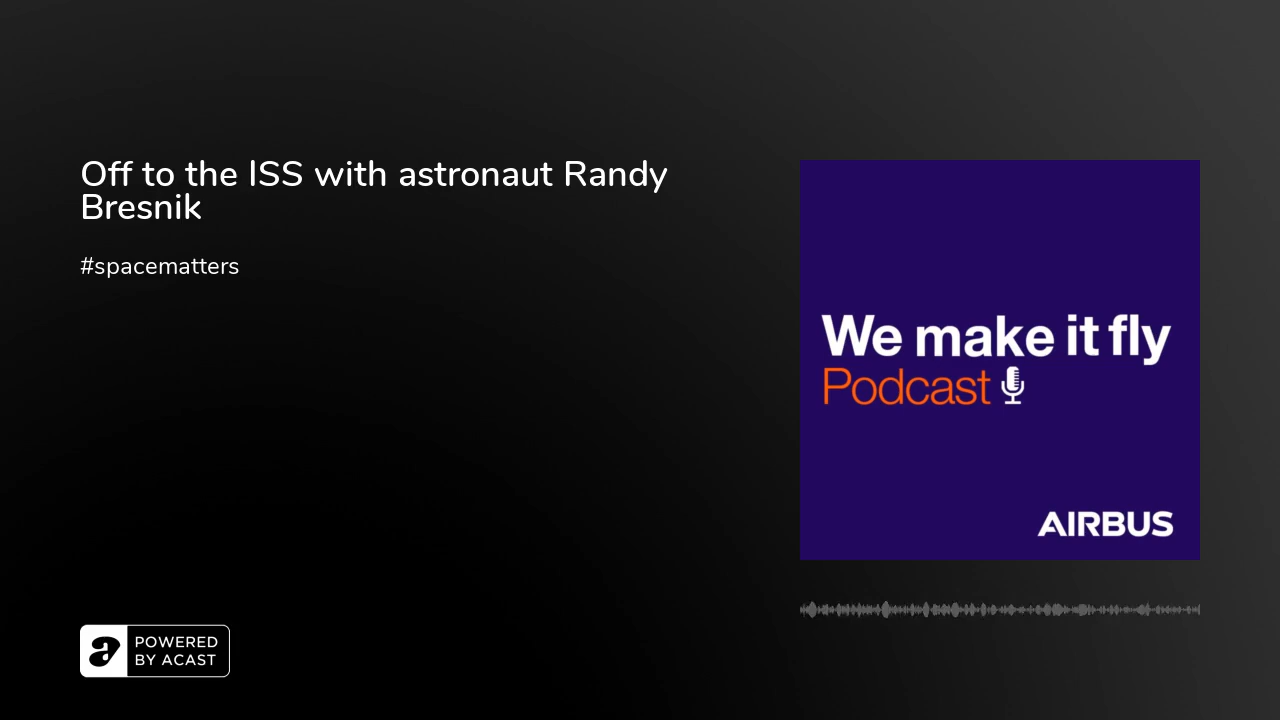 Off to the ISS with astronaut Randy
Bresnik
#spacematters
We make it fly
Podcast
AIRBUS
a POWERED
BY ACAST